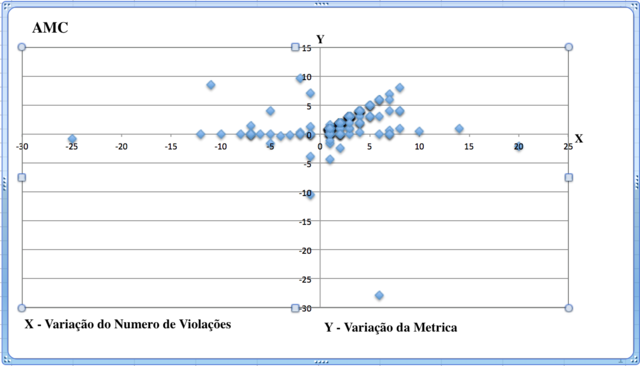 AMC
Y
15
10
5
X
-30 -25 -20 -15 -10 -5 0 5 10 15 20 25
-5
-10
-15
-20
-25
-30
X - Variação do Numero de Violações
Y - Variação da Metrica